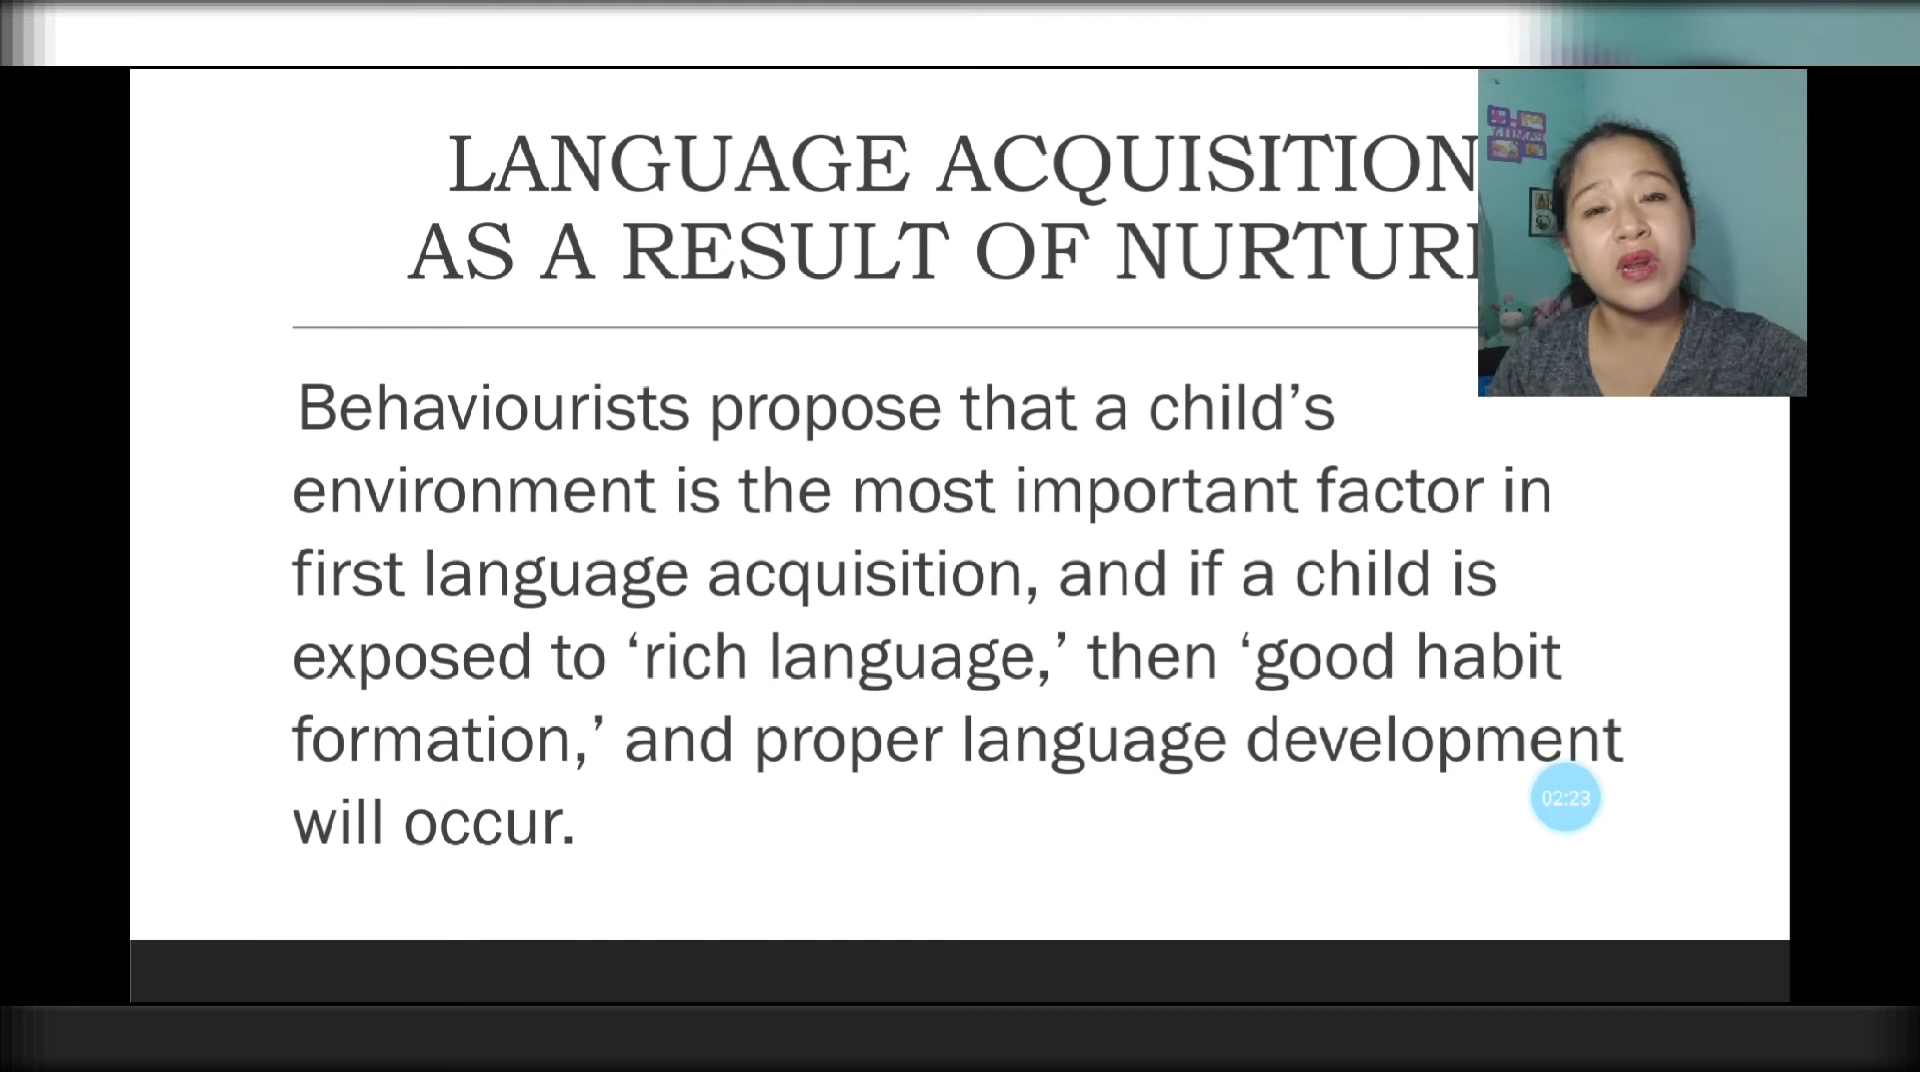 LANGUAGE ACQUISITION
AS A RESULT OF
Behaviourists propose that a child’s
environment is the most important factor in
first language acquisition, and if a child is
exposed to ‘rich language,’ then ‘good habit
formation,’ and proper language development
will occur.
02:23